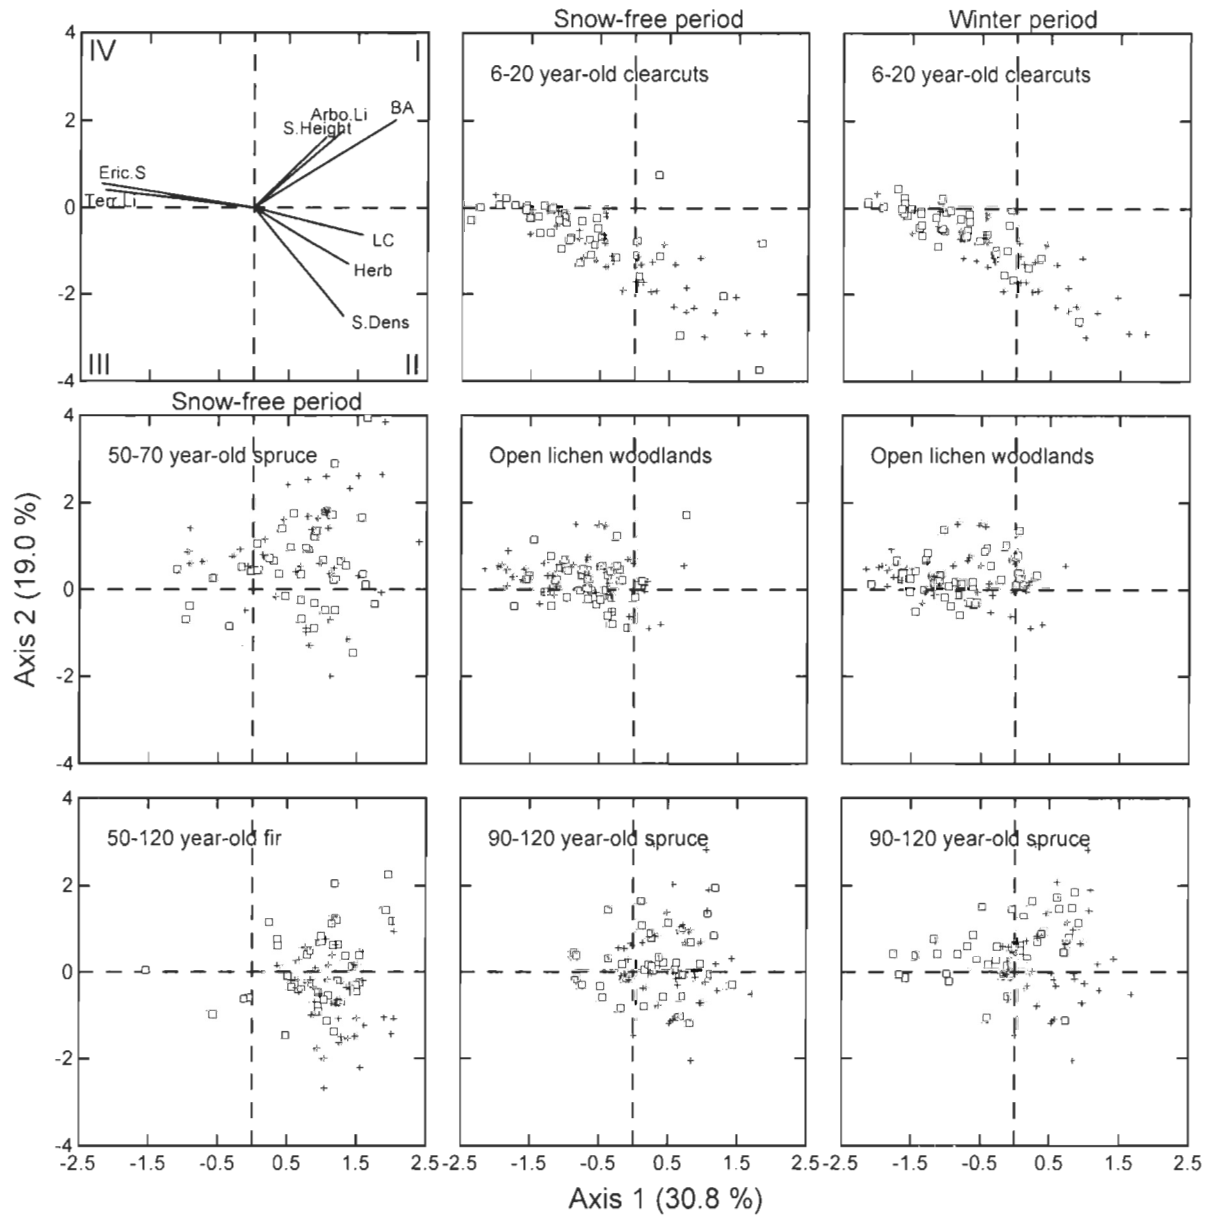 Snow-free period
Winter period
4
IV
I
6-20 year-old clearcuts
6-20 year-old clearcuts
Arbo.Li
BA
S.Height
2
Eric.S
Terr.Li
0
LC
Herb
-2
S.Dens
III
II
-4
Snow-free period
4
50-70 year-old spruce
Open lichen woodlands
Open lichen woodlands
2
0
-2
-4
Axis 2 (19.0 %)
4
50-120 year-old fir
90-120 year-old spruce
90-120 year-old spruce
2
0
-2
-4
-2.5 -1.5 -0.5 0.5 1.5 2.5 -2.5 -1.5 -0.5 0.5 1.5 2.5 -2.5 -1.5 -0.5 0.5 1.5 2.5
Axis 1 (30.8 %)